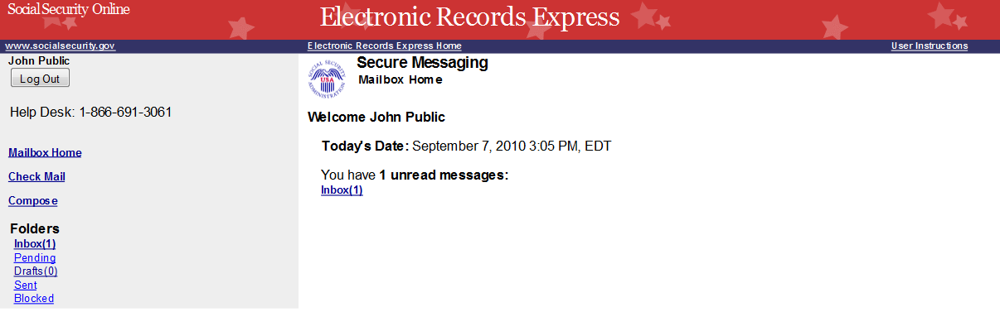 Social Security Online
Electronic Records Express
www.socialsecurity.gov
Electronic Records Express Home
User Instructions
John Public
Log Out
Help Desk: 1-866-691-3061
Mailbox Home
Check Mail
Compose
Folders
Inbox(1)
Pending
Drafts(0)
Sent
Blocked
SOCIAL SECURITY
USA
ADMINISTRATION
Secure Messaging
Mailbox Home
Welcome John Public
Today's Date: September 7, 2010 3:05 PM, EDT
You have 1 unread messages:
Inbox(1)